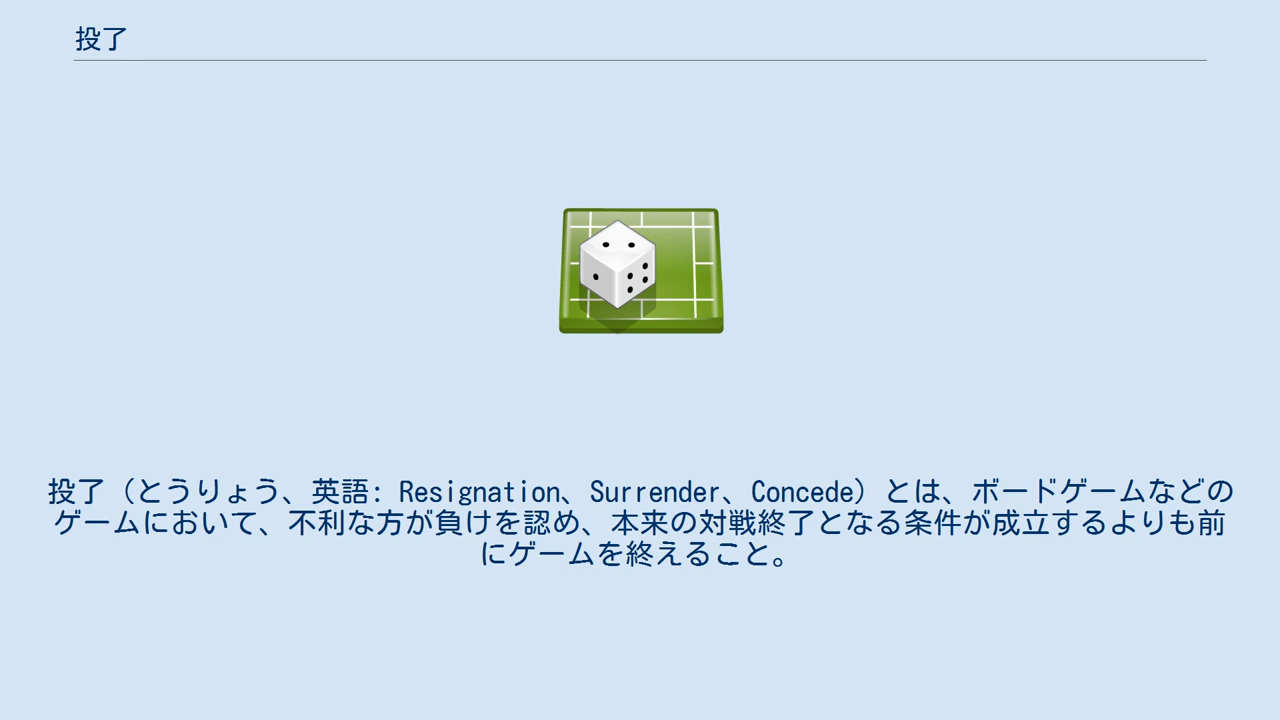 投了
投了（とうりょう、英語: Resignation、Surrender、Concede）とは、ボードゲームなどの
ゲームにおいて、不利な方が負けを認め、本来の対戦終了となる条件が成立するよりも前
にゲームを終えること。